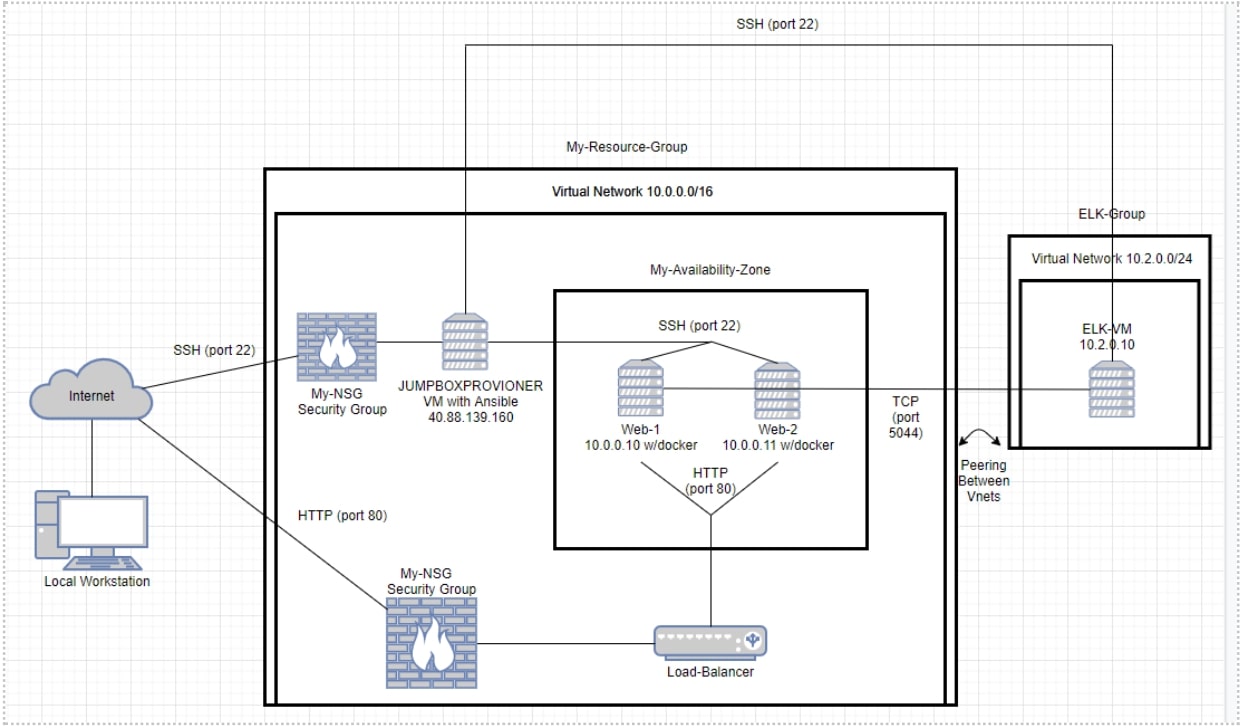 SSH (port 22)
My-Resource-Group
Virtual Network 10.0.0.0/16
ELK-Group
Virtual Network 10.2.0.0/24
My-Availability-Zone
SSH (port 22)
ELK-VM
10.2.0.10
SSH (port 22)
Internet
My-NSG
Security Group
JUMPBOXPROVIONER
VM with Ansible
40.88.139.160
Web-1
10.0.0.10 w/docker
Web-2
10.0.0.11 w/docker
TCP
(port
5044)
HTTP
(port 80)
Peering
Between
Vnets
HTTP (port 80)
Local Workstation
My-NSG
Security Group
Load-Balancer